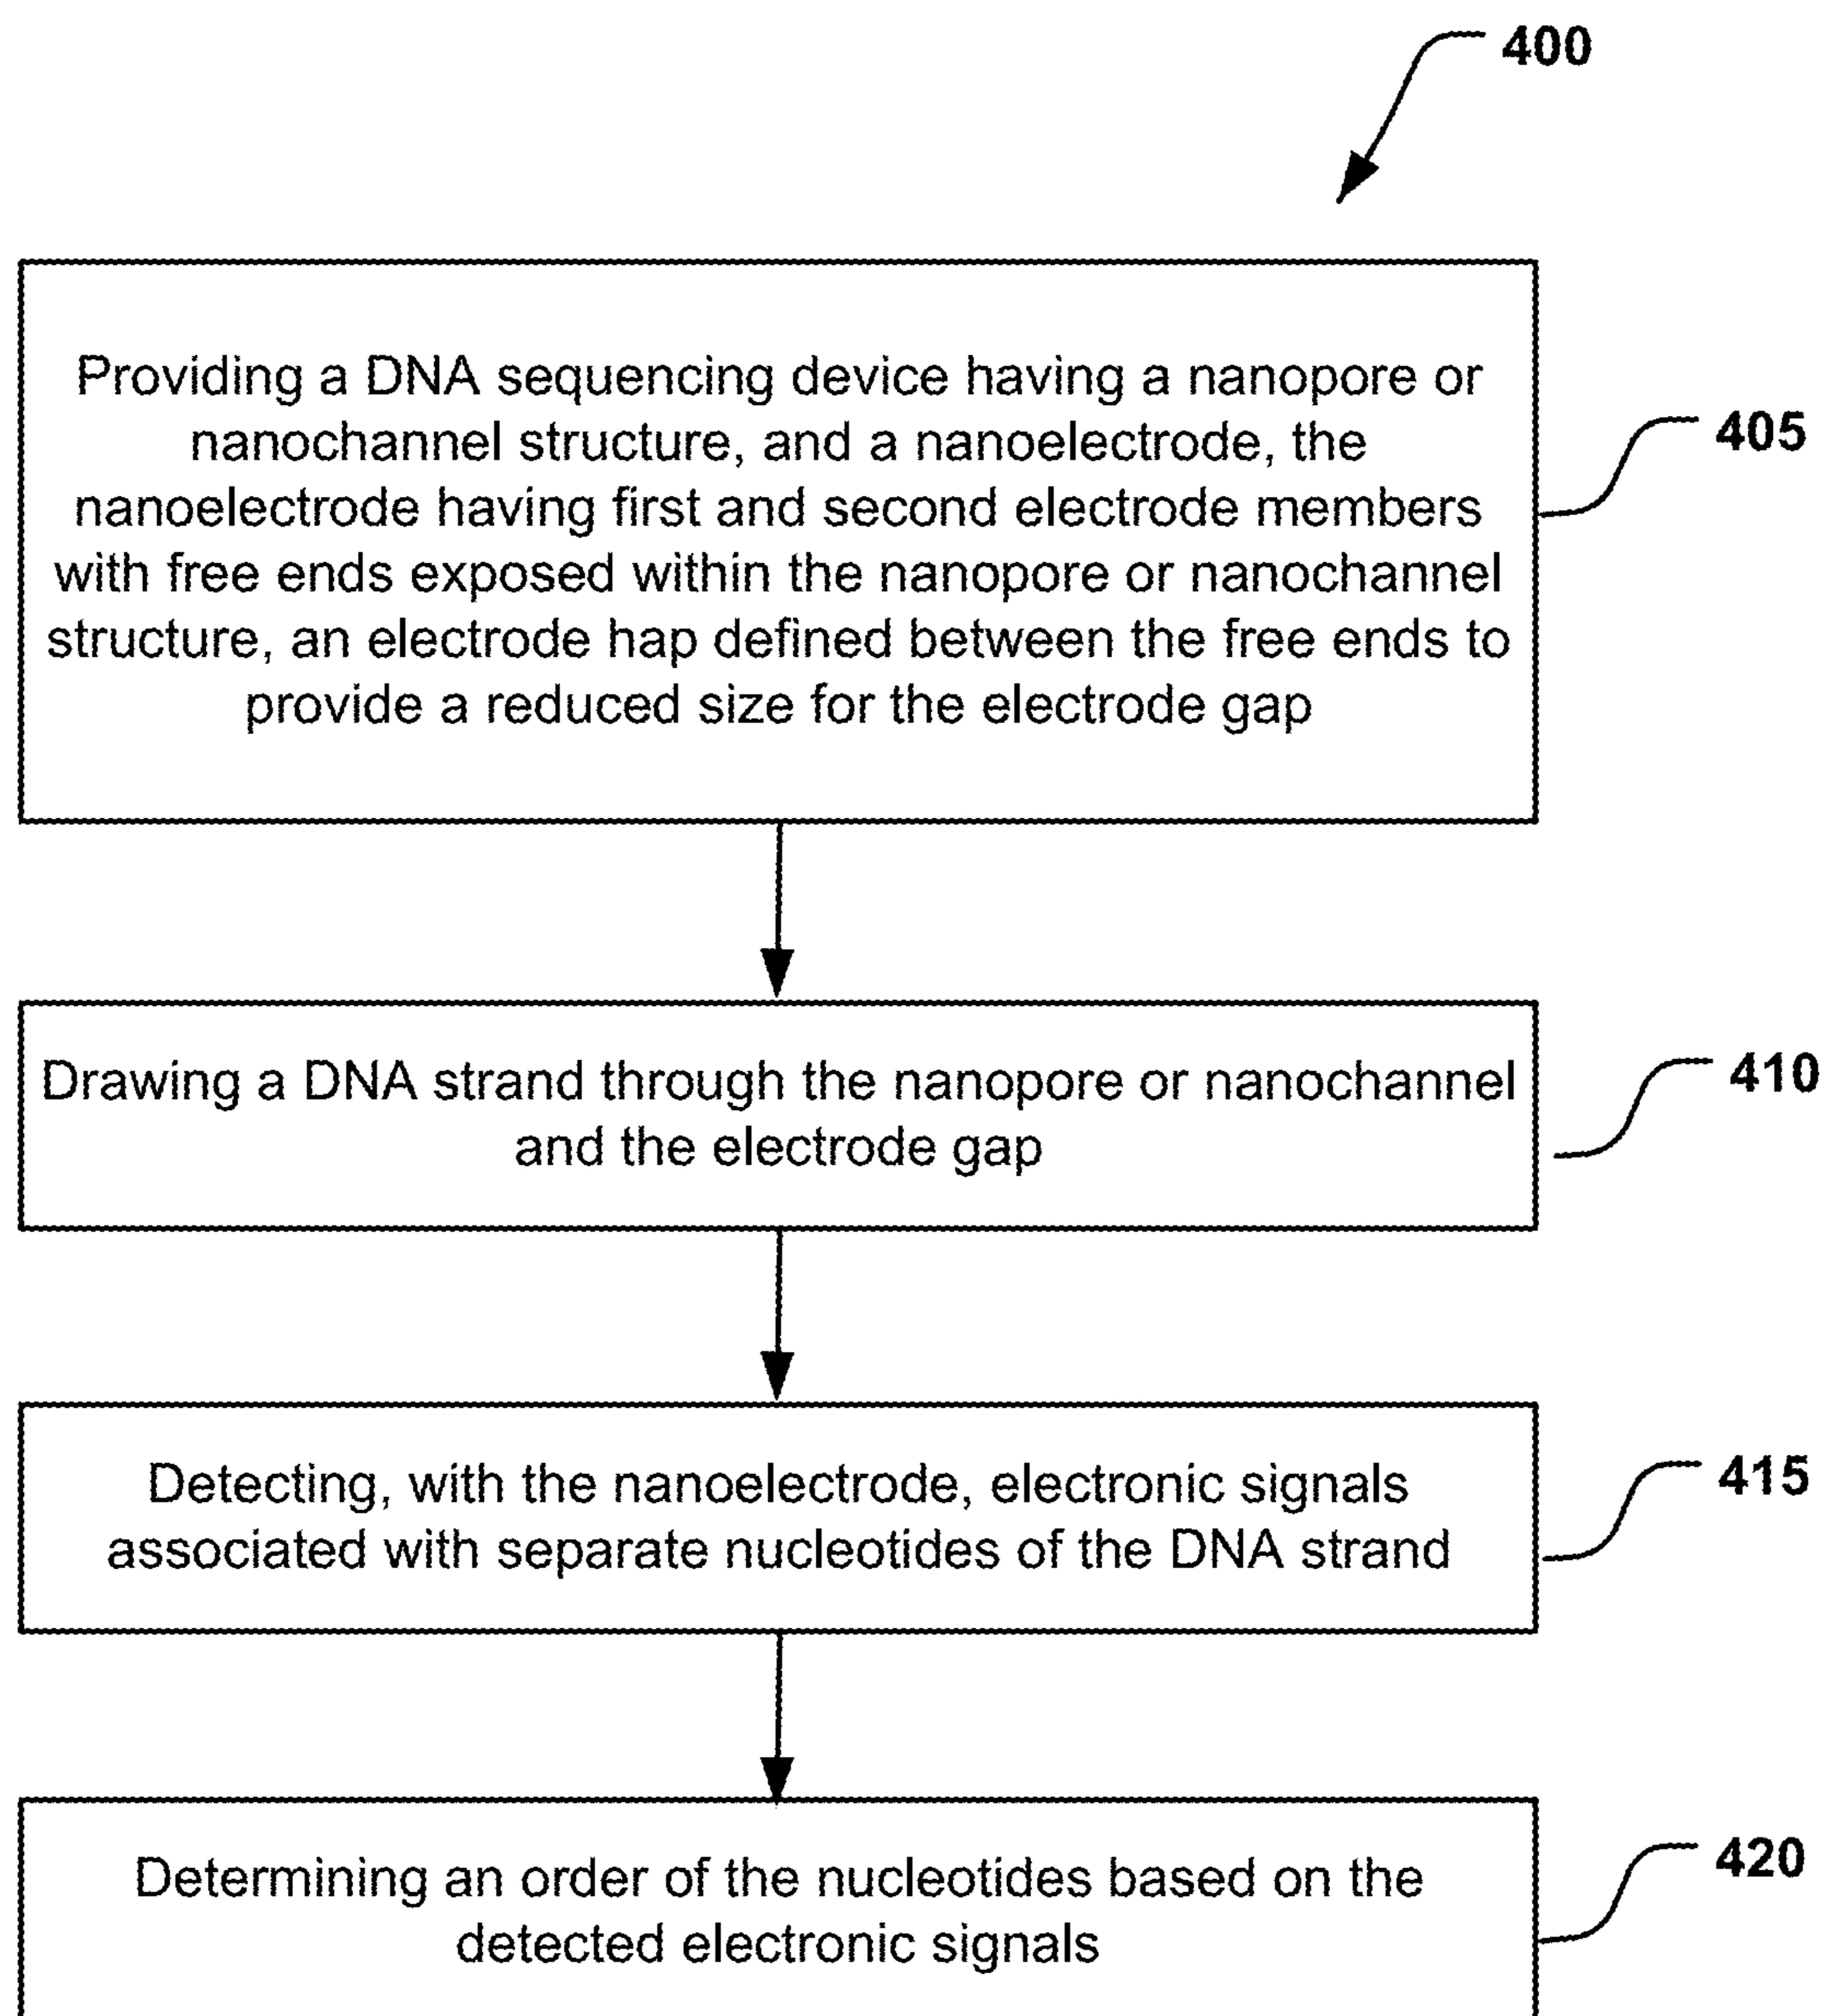 400
Providing a DNA sequencing device having a nanopore or
nanochannel structure, and a nanoelectrode, the
nanoelectrode having first and second electrode members
with free ends exposed within the nanopore or nanochannel
structure, an electrode hap defined between the free ends to
provide a reduced size for the electrode gap
405
Drawing a DNA strand through the nanopore or nanochannel
and the electrode gap
410
Detecting, with the nanoelectrode, electronic signals
associated with separate nucleotides of the DNA strand
415
Determining an order of the nucleotides based on the
detected electronic signals
420